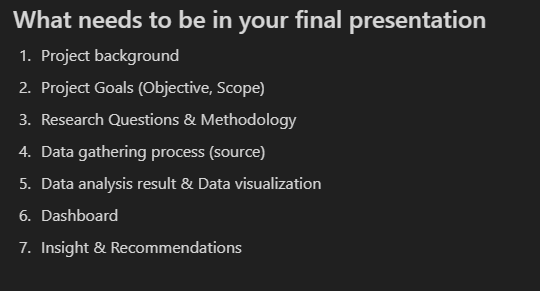 What needs to be in your final presentation
1. Project background
2. Project Goals (Objective, Scope)
3. Research Questions & Methodology
4. Data gathering process (source)
5. Data analysis result & Data visualization
6. Dashboard
7. Insight & Recommendations